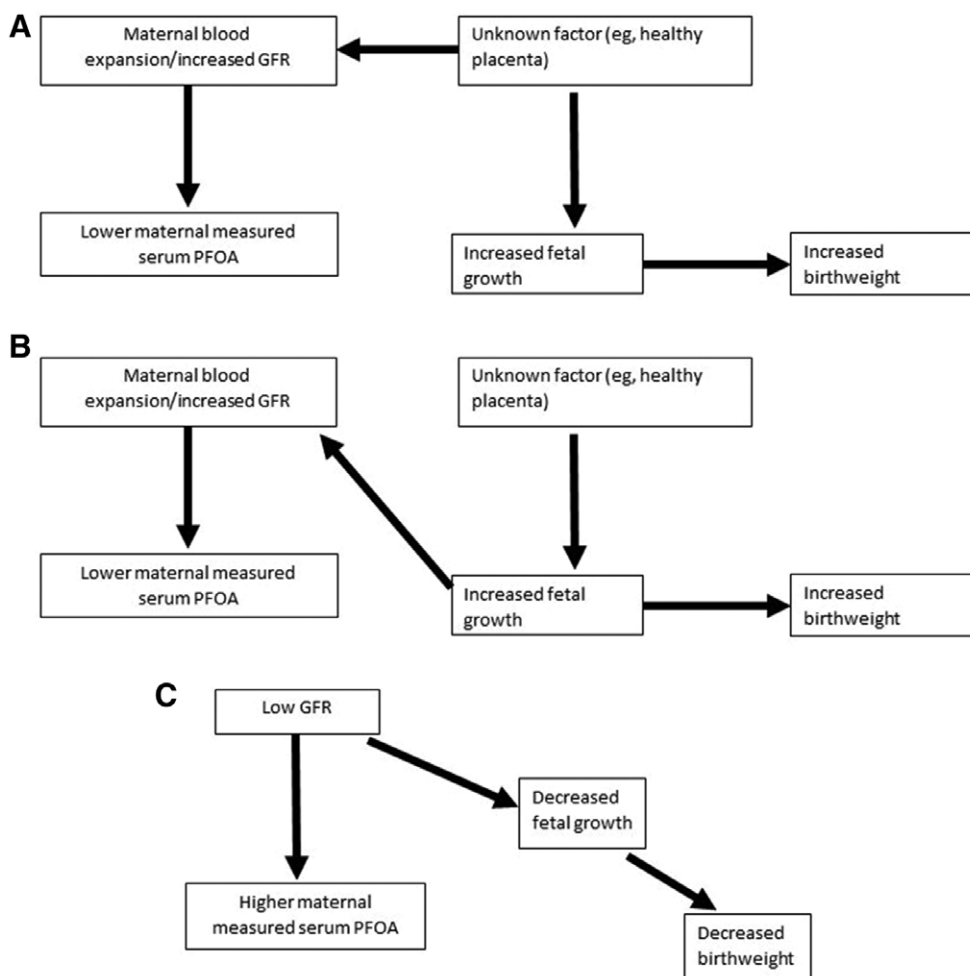 A
Maternal blood
expansion/increased GFR
Unknown factor (eg, healthy
placenta)
Lower maternal measured
serum PFOA
Increased fetal
growth
Increased
birthweight
B
Maternal blood
expansion/increased GFR
Unknown factor (eg, healthy
placenta)
Lower maternal measured
serum PFOA
Increased fetal
growth
Increased
birthweight
C
Low GFR
Decreased
fetal growth
Higher maternal
measured serum PFOA
Decreased
birthweight